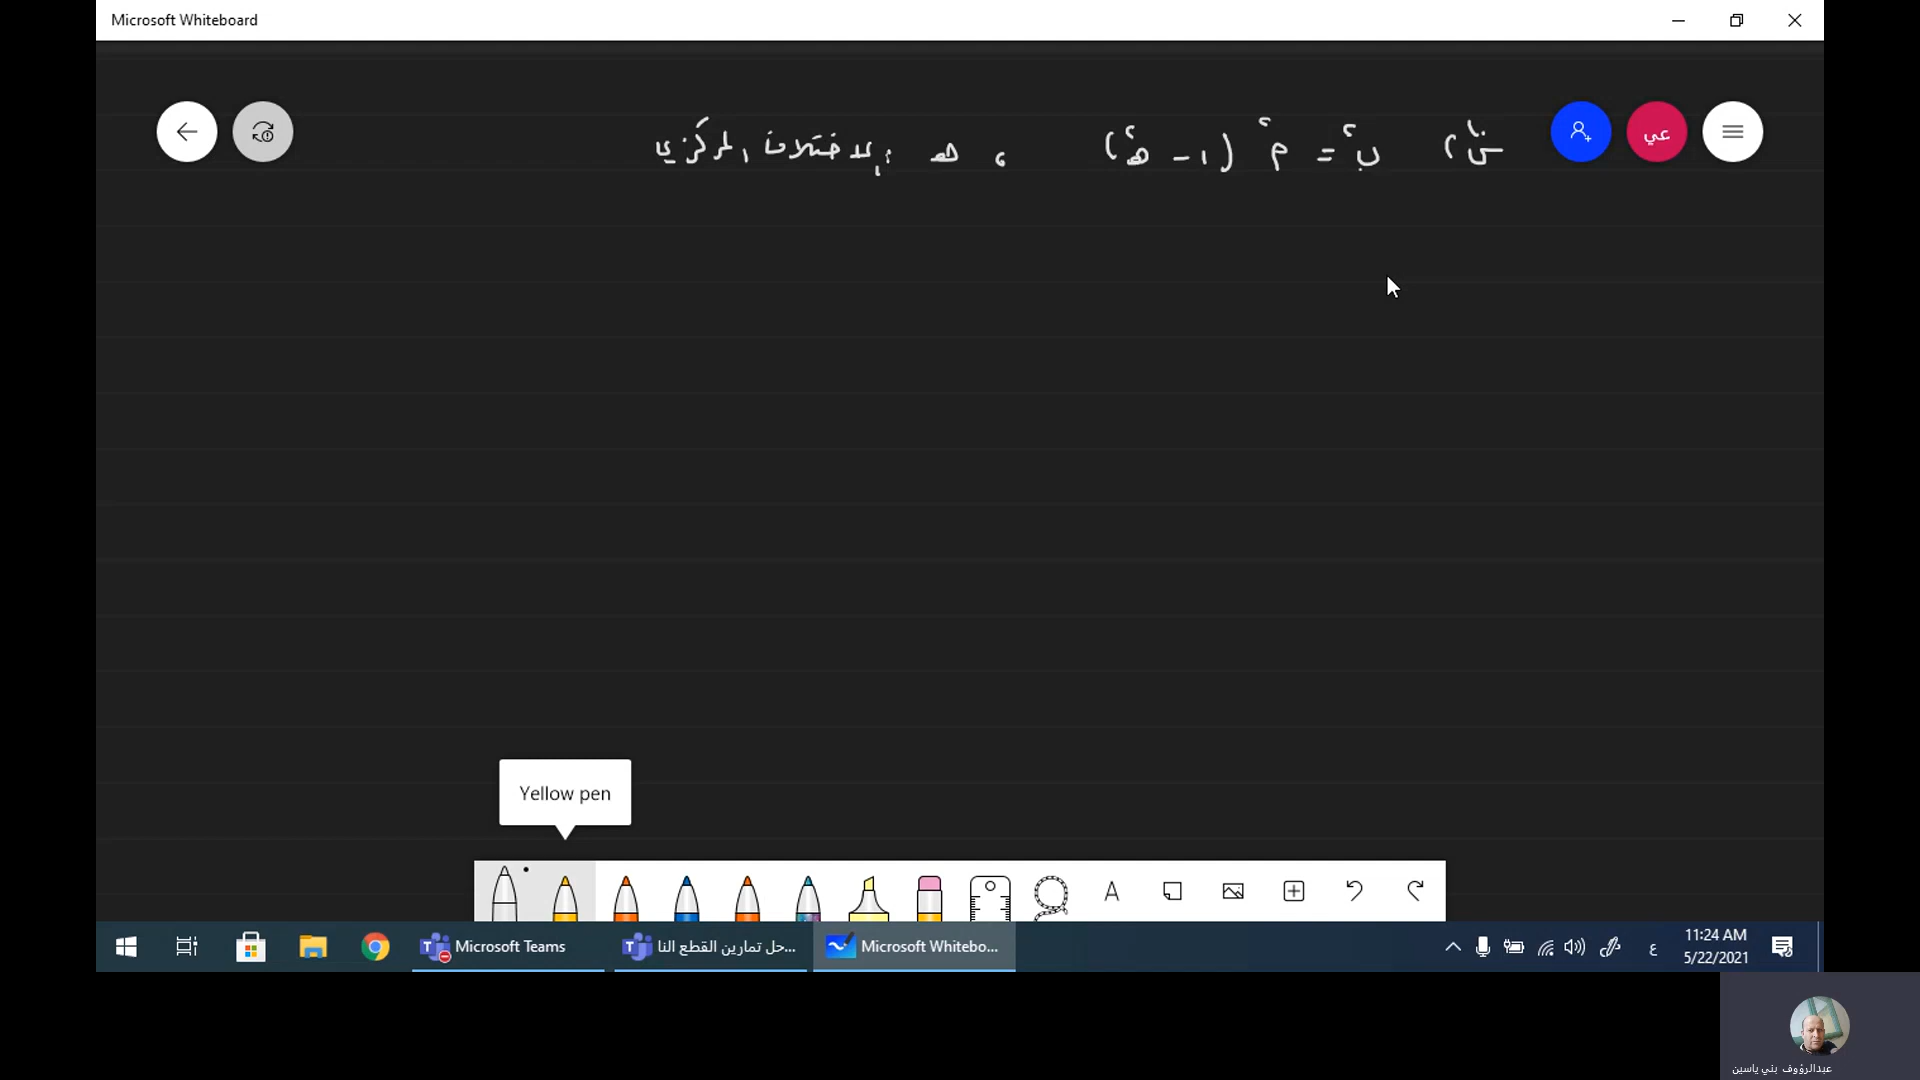 Microsoft Whiteboard
عي
ب٢ = م٢ (١ - هـ٢) ، هـ : الاختلاف المركزي
Yellow pen
A
Microsoft Teams
حل تمارين القطع النا...
Microsoft Whitebo...
ع
11:24 AM
5/22/2021
عبدالرؤوف بني ياسين